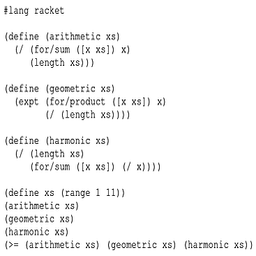 #lang racket
(define (arithmetic xs)
(/ (for/sum ([x xs]) x)
(length xs)))
(define (geometric xs)
(expt (for/product ([x xs]) x)
(/ (length xs))))
(define (harmonic xs)
(/ (length xs)
(for/sum ([x xs]) (/ x))))
(define xs (range 1 11))
(arithmetic xs)
(geometric xs)
(harmonic xs)
(>= (arithmetic xs) (geometric xs) (harmonic xs))